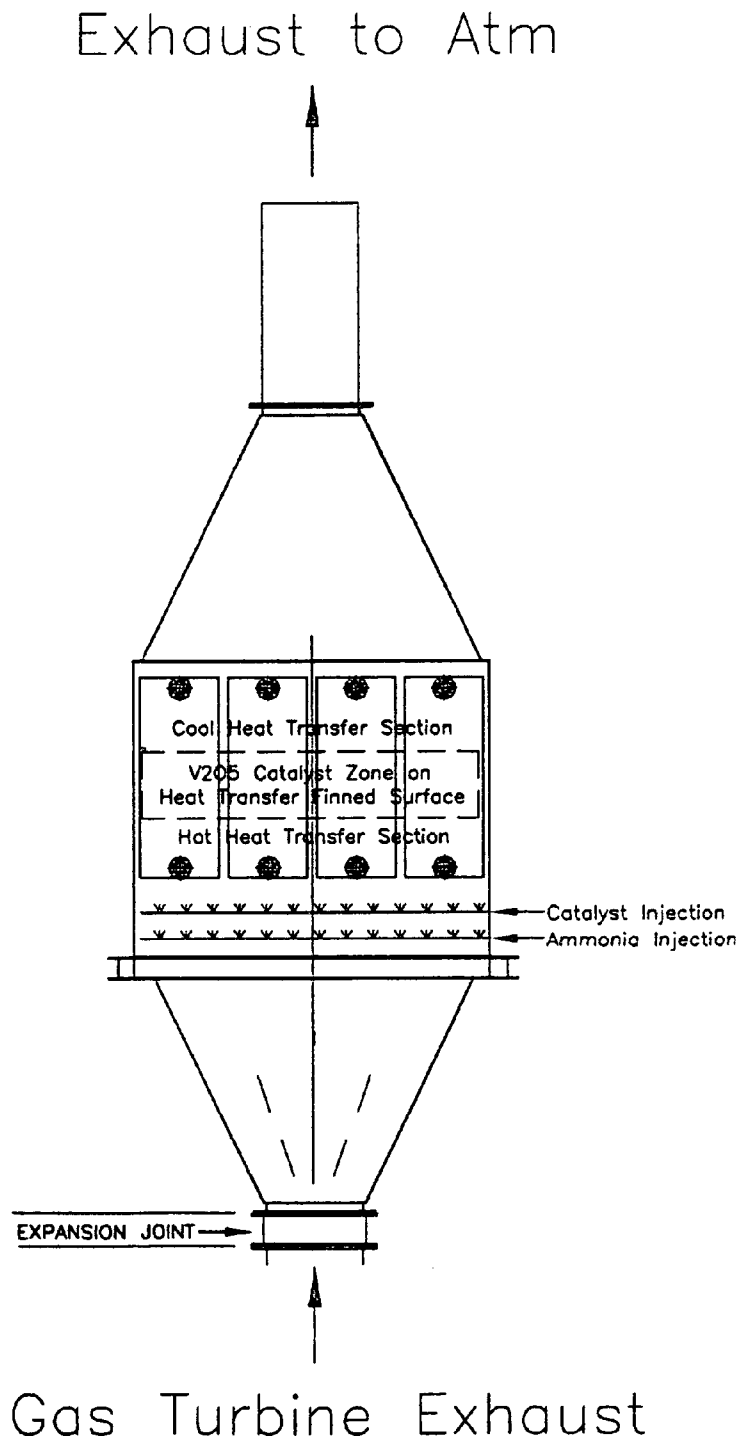 Exhaust to Atm
Cool Heat Transfer Section
V205 Catalyst Zone on
Heat Transfer Finned Surface
Hot Heat Transfer Section
Catalyst Injection
Ammonia Injection
EXPANSION JOINT
Gas Turbine Exhaust